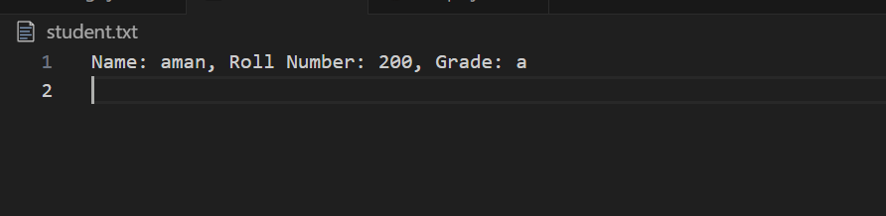 student.txt
1 Name: aman, Roll Number: 200, Grade: a
2